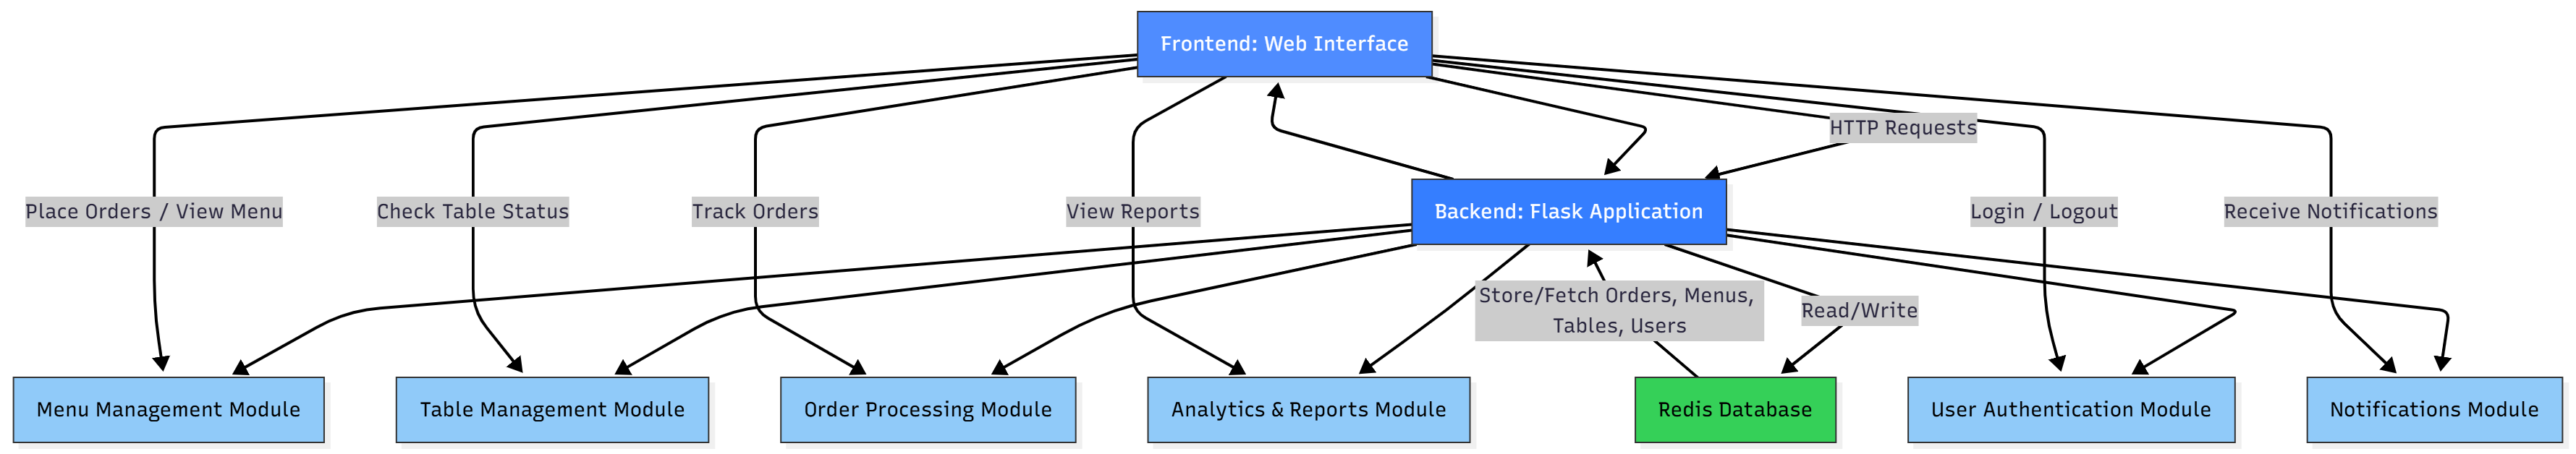 Frontend: Web Interface
HTTP Requests
Place Orders / View Menu
Check Table Status
Track Orders
View Reports
Backend: Flask Application
Login / Logout
Receive Notifications
Store/Fetch Orders, Menus,
Tables, Users
Read/Write
Menu Management Module
Table Management Module
Order Processing Module
Analytics & Reports Module
Redis Database
User Authentication Module
Notifications Module